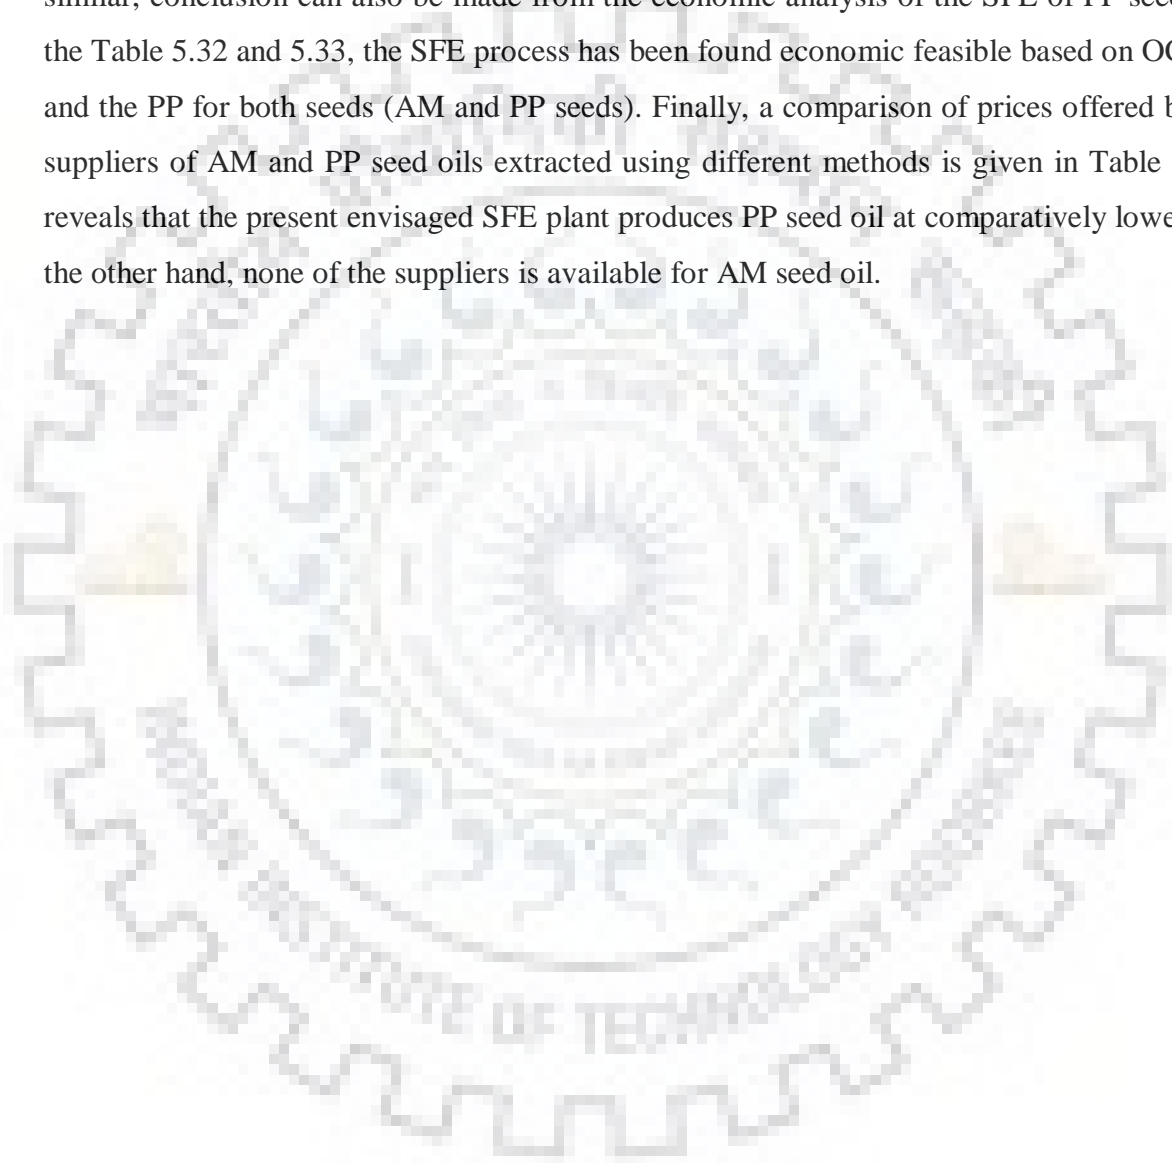 similar, conclusion can also be made from the economic analysis of the SFE of PP seed
the Table 5.32 and 5.33, the SFE process has been found economic feasible based on OC
and the PP for both seeds (AM and PP seeds). Finally, a comparison of prices offered b
suppliers of AM and PP seed oils extracted using different methods is given in Table
reveals that the present envisaged SFE plant produces PP seed oil at comparatively lowe
the other hand, none of the suppliers is available for AM seed oil.
INSTITUTE OF TECHNOLOGY